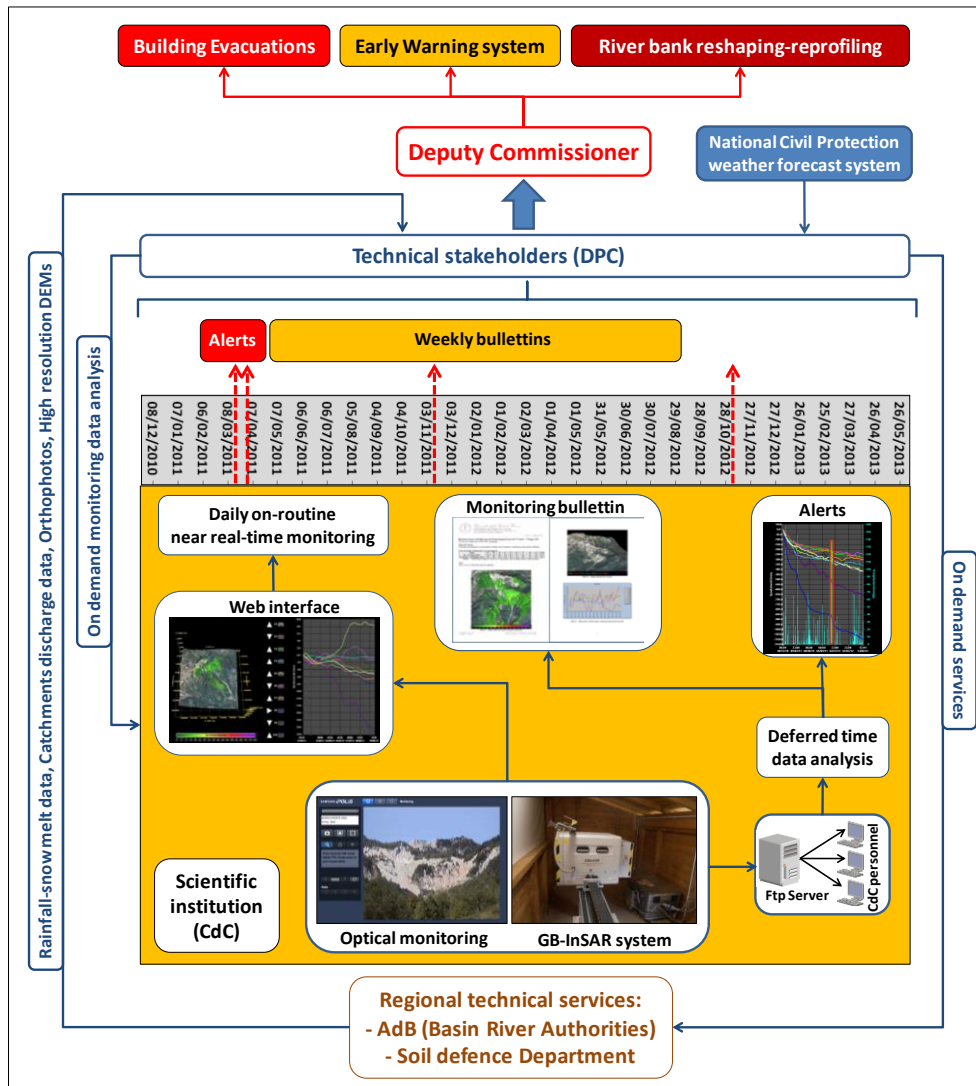 Building Evacuations
Early Warning system
River bank reshaping-reprofiling
Deputy Commissioner
National Civil Protection
weather forecast system
Technical stakeholders (DPC)
Rainfall-snow melt data, Catchments discharge data, Orthophotos, High resolution DEMs
On demand monitoring data analysis
On demand services
Alerts
Weekly bullettins
08/12/2010
07/01/2011
06/02/2011
08/03/2011
07/04/2011
07/05/2011
06/06/2011
06/07/2011
05/08/2011
04/09/2011
04/10/2011
03/11/2011
03/12/2011
02/01/2012
01/02/2012
02/03/2012
01/04/2012
01/05/2012
31/05/2012
30/06/2012
30/07/2012
29/08/2012
28/09/2012
28/10/2012
27/11/2012
27/12/2012
26/01/2013
25/02/2013
27/03/2013
26/04/2013
26/05/2013
Daily on-routine
near real-time monitoring
Monitoring bullettin
Alerts
Web interface
Deferred time
data analysis
Scientific
institution
(CdC)
Optical monitoring
GB-InSAR system
Ftp Server
CdC personnel
Regional technical services:
- AdB (Basin River Authorities)
- Soil defence Department